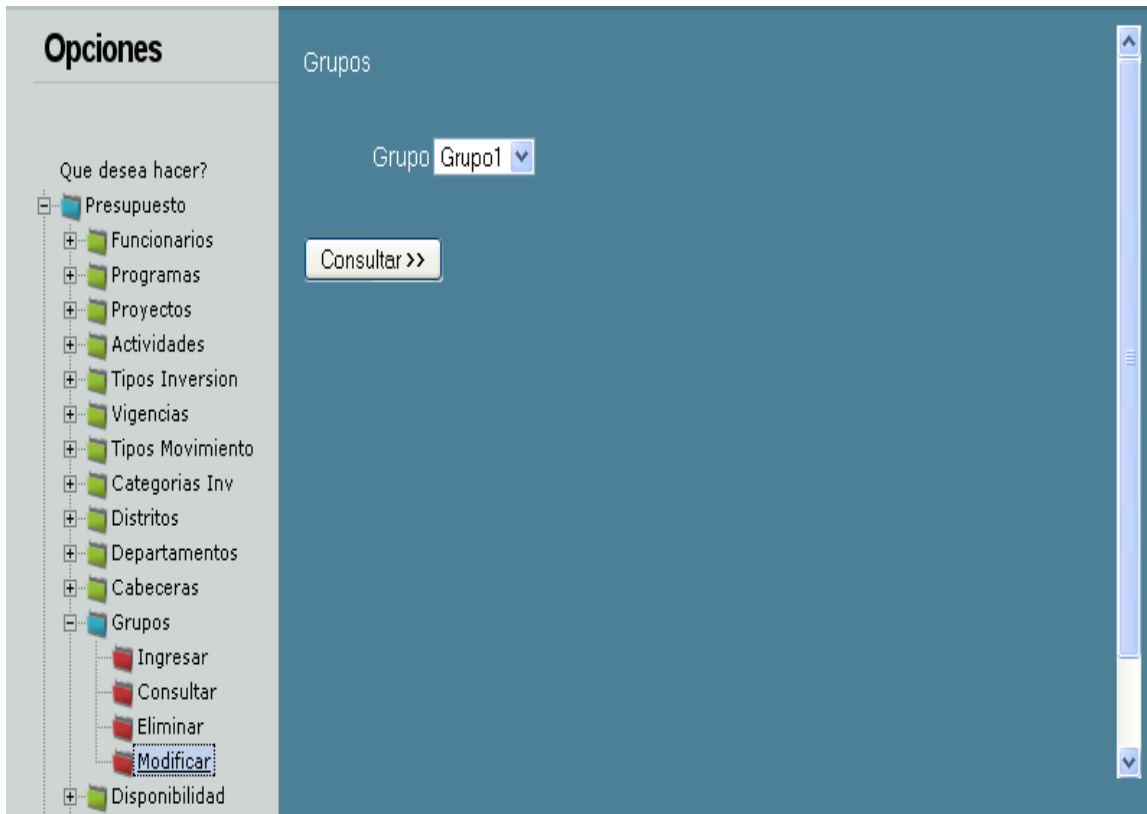 Opciones
Que desea hacer?
Presupuesto
Funcionarios
Programas
Proyectos
Actividades
Tipos Inversion
Vigencias
Tipos Movimiento
Categorias Inv
Distritos
Departamentos
Cabeceras
Grupos
Ingresar
Consultar
Eliminar
Modificar
Disponibilidad
Grupos
Grupo Grupo1
Consultar >>